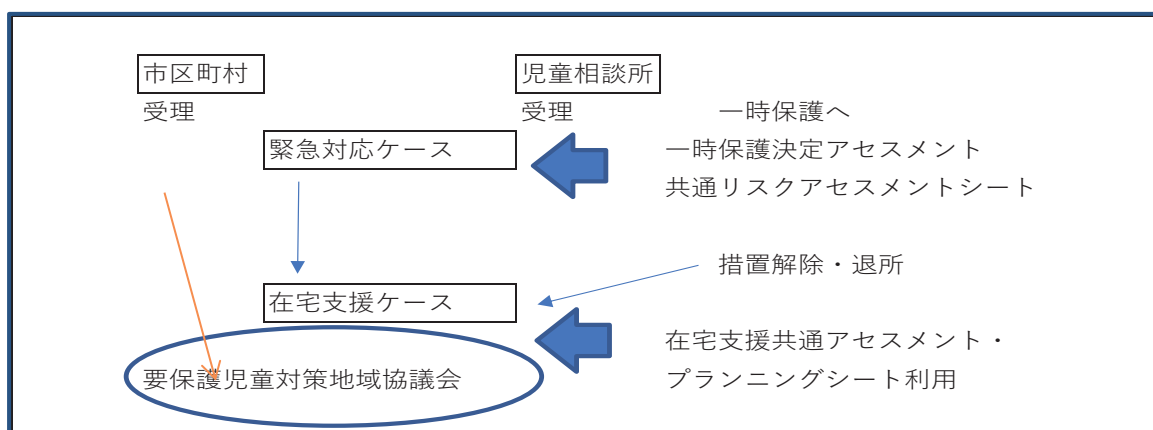 市区町村 児童相談所
受理 受理 一時保護へ
緊急対応ケース 一時保護決定アセスメント
共通リスクアセスメントシート
措置解除・退所
在宅支援ケース
在宅支援共通アセスメント・
要保護児童対策地域協議会 プランニングシート利用